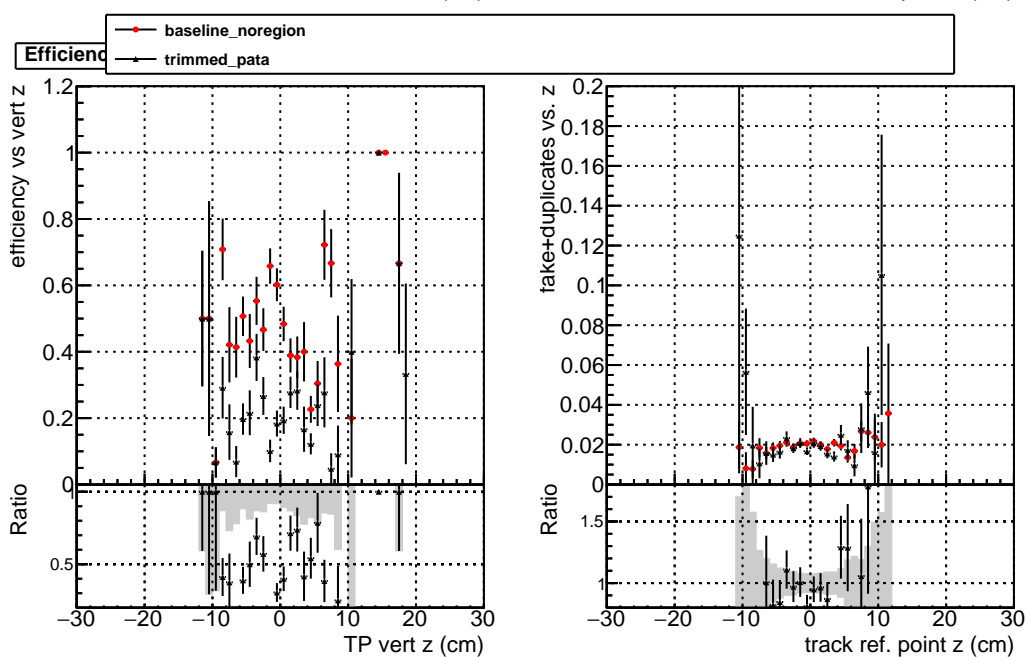 baseline_noregion
Efficienc
trimmed_pata
efficiency vs vert z
1.2
1
0.8
0.6
0.4
0.2
0
Ratio
1
0.5
−30 −20 −10 0 10 20 30
TP vert z (cm)
fake+duplicates vs. z
0.2
0.18
0.16
0.14
0.12
0.1
0.08
0.06
0.04
0.02
0
Ratio
1.5
1
−30 −20 −10 0 10 20 30
track ref. point z (cm)